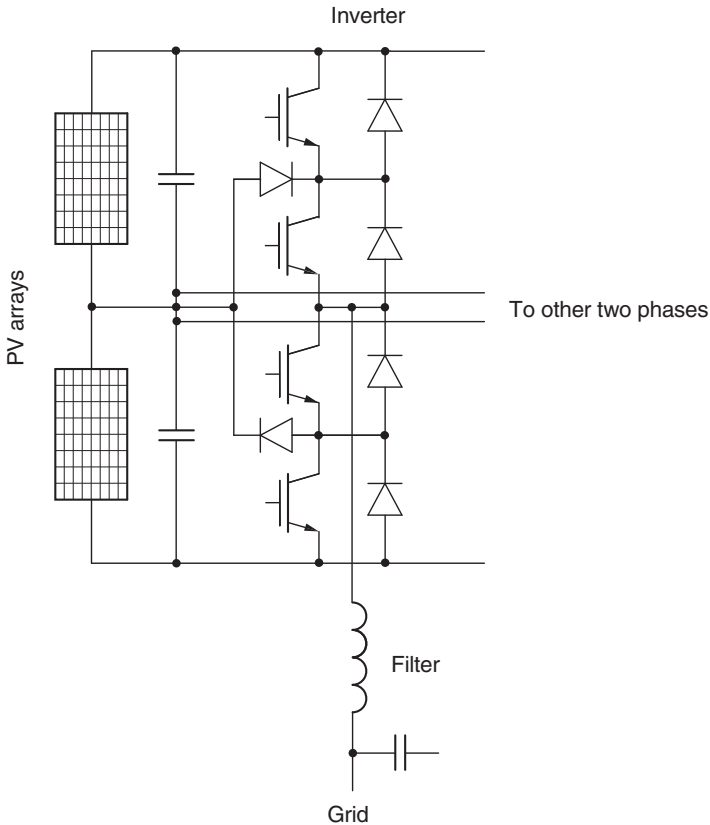 Inverter
PV arrays
To other two phases
Filter
Grid